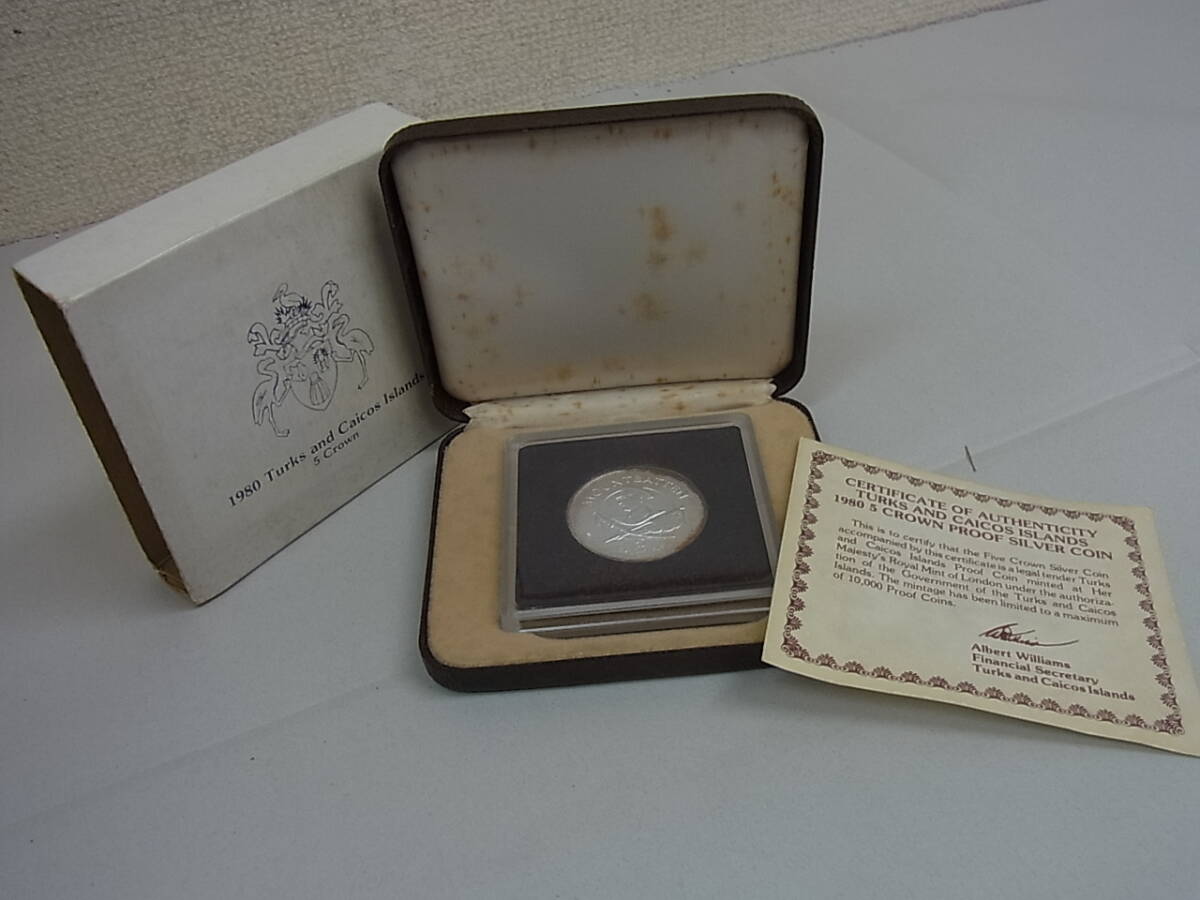 1980 Turks and Caicos Islands
5 Crown
MOUNTBATTEN
CERTIFICATE OF AUTHENTICITY
TURKS AND CAICOS ISLANDS
1980 5 CROWN PROOF SILVER COIN
This is to certify that the Five Crown Silver Coin
accompanied by this certificate is a legal tender Turks
and Caicos Islands Proof Coin minted at Her
Majesty's Royal Mint of London under the authoriza-
tion of the Government of the Turks and Caicos
Islands. The mintage has been limited to a maximum
of 10,000 Proof Coins.
Albert Williams
Financial Secretary
Turks and Caicos Islands